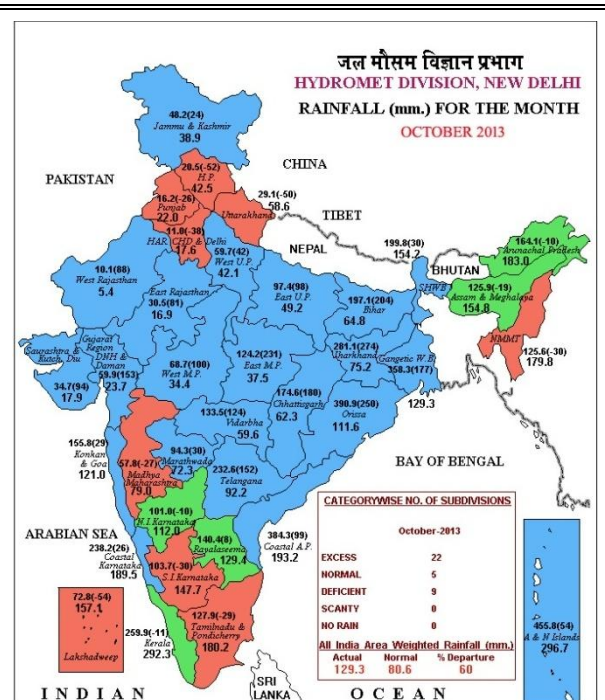 जल मौसम विज्ञान प्रभाग
HYDROMET DIVISION, NEW DELHI
RAINFALL (mm.) FOR THE MONTH
OCTOBER 2013
48.2(24)
Jammu & Kashmir
38.9
CHINA
PAKISTAN
20.5(-52)
H.P.
42.5
16.2(-26)
Punjab
22.0
29.1(-50)
58.6
Uttarakhand
TIBET
11.0(-38)
HAR. CHD & Delhi
17.6
NEPAL
59.7(42)
West U.P.
42.1
199.8(30)
154.2
BHUTAN
164.1(-10)
Arunachal Pradesh
183.0
10.1(88)
West Rajasthan
5.4
East Rajasthan
30.5(81)
16.9
97.4(98)
East U.P.
49.2
197.1(204)
Bihar
64.8
SHWB
125.9(-19)
Assam & Meghalaya
154.8
NMMT
125.6(-30)
179.8
Saurashtra &
Kutch, Diu
34.7(94)
17.9
Gujarat
Region
DNH &
Daman
59.9(153)
23.7
68.7(100)
West M.P.
34.4
124.2(231)
East M.P.
37.5
281.1(274)
Jharkhand
75.2
Gangetic W.B.
358.3(177)
129.3
174.6(180)
Chhattisgarh
62.3
390.9(250)
Orissa
111.6
133.5(124)
Vidarbha
59.6
155.8(29)
Konkan
& Goa
121.0
57.8(-27)
Madhya
Maharashtra
79.0
94.3(30)
Marathwada
72.3
232.6(152)
Telangana
92.2
BAY OF BENGAL
ARABIAN SEA
101.0(-10)
N.I.Karnataka
112.0
140.4(8)
Rayalaseema
129.4
384.3(99)
Coastal A.P.
193.2
238.2(26)
Coastal
Karnataka
189.5
103.7(-30)
S.I.Karnataka
147.7
72.8(-54)
157.1
Lakshadweep
259.9(-11)
Kerala
292.3
127.9(-29)
Tamilnadu &
Pondicherry
180.2
CATEGORYWISE NO. OF SUBDIVISIONS
October-2013
EXCESS 22
NORMAL 5
DEFICIENT 9
SCANTY 0
NO RAIN 0
All India Area Weighted Rainfall (mm.)
Actual Normal % Departure
129.3 80.6 60
455.8(54)
A & N Islands
296.7
SRI
LANKA
INDIAN OCEAN